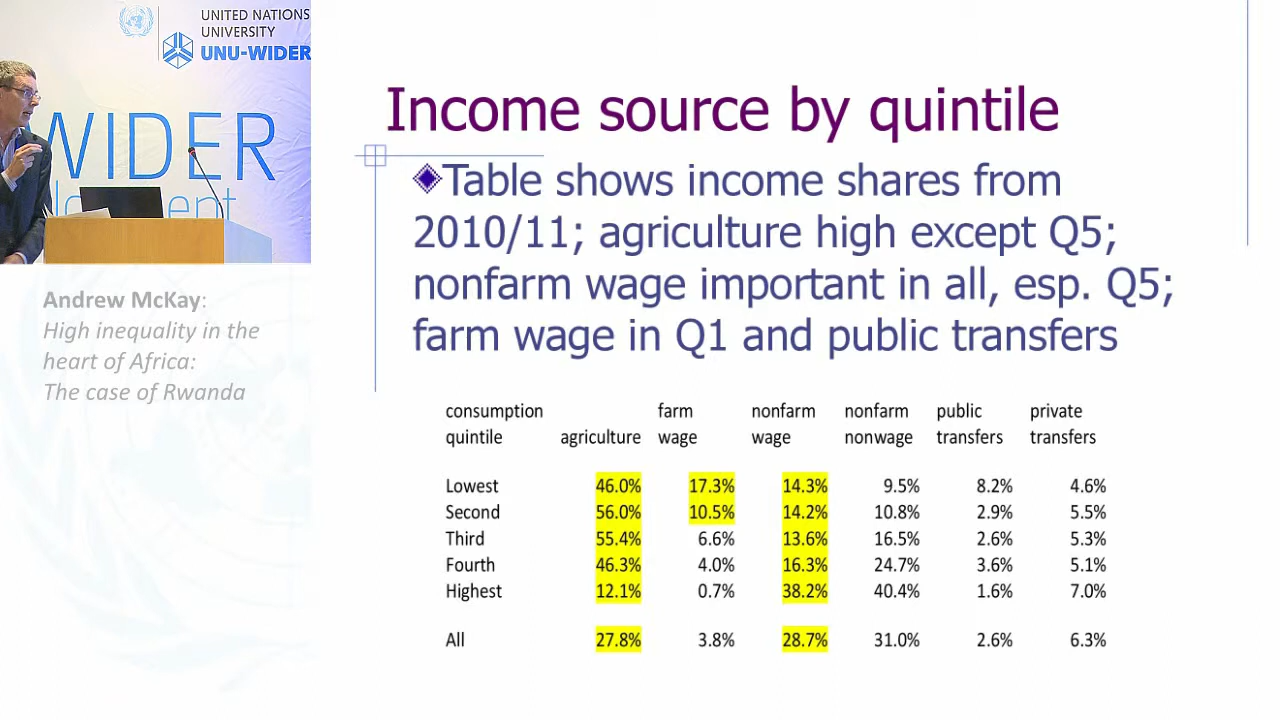 UNITED NATIONS
UNIVERSITY
UNU-WIDER
WIDER
Andrew McKay:
High inequality in the
heart of Africa:
The case of Rwanda
Income source by quintile
Table shows income shares from
2010/11; agriculture high except Q5;
nonfarm wage important in all, esp. Q5;
farm wage in Q1 and public transfers
consumption quintile agriculture farm wage nonfarm wage nonfarm nonwage public transfers private transfers
Lowest 46.0% 17.3% 14.3% 9.5% 8.2% 4.6%
Second 56.0% 10.5% 14.2% 10.8% 2.9% 5.5%
Third 55.4% 6.6% 13.6% 16.5% 2.6% 5.3%
Fourth 46.3% 4.0% 16.3% 24.7% 3.6% 5.1%
Highest 12.1% 0.7% 38.2% 40.4% 1.6% 7.0%
All 27.8% 3.8% 28.7% 31.0% 2.6% 6.3%